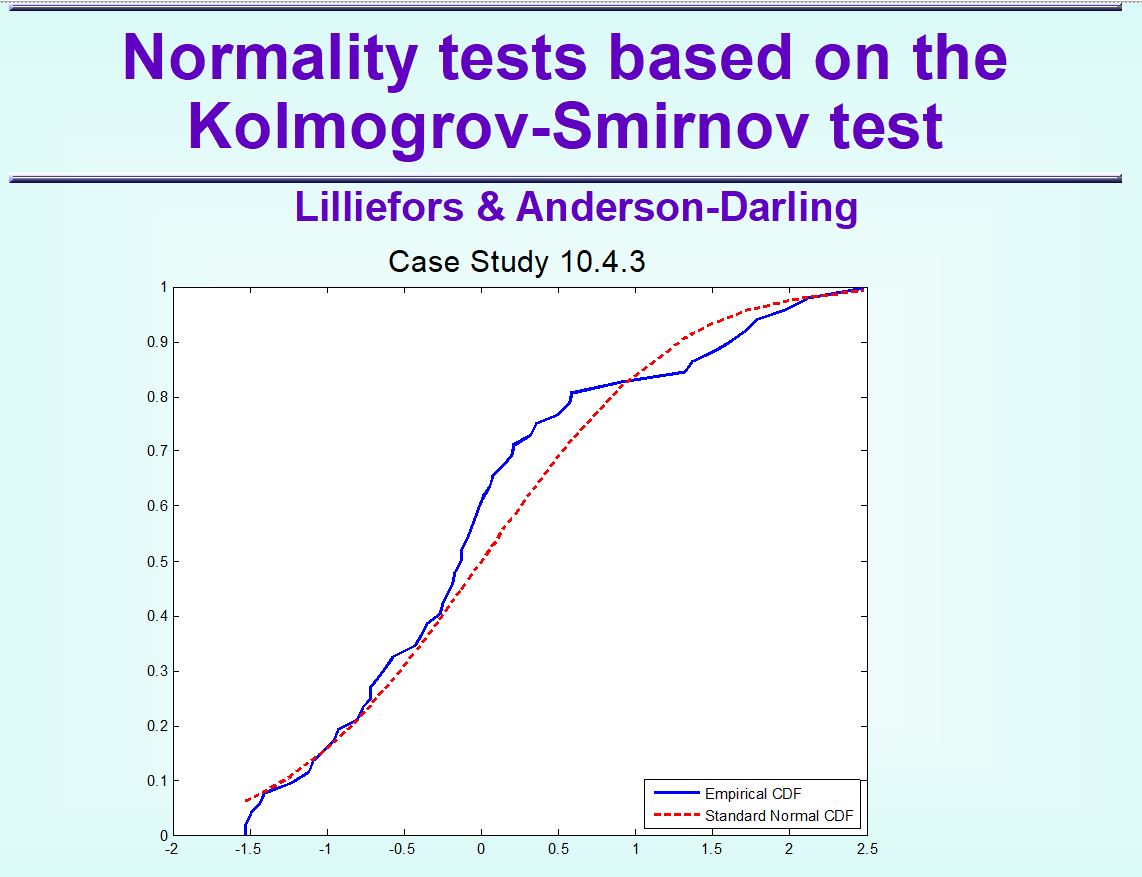 Normality tests based on the
Kolmogrov-Smirnov test
Lilliefors & Anderson-Darling
Case Study 10.4.3
1
0.9
0.8
0.7
0.6
0.5
0.4
0.3
0.2
0.1
0
Empirical CDF
Standard Normal CDF
-2 -1.5 -1 -0.5 0 0.5 1 1.5 2 2.5